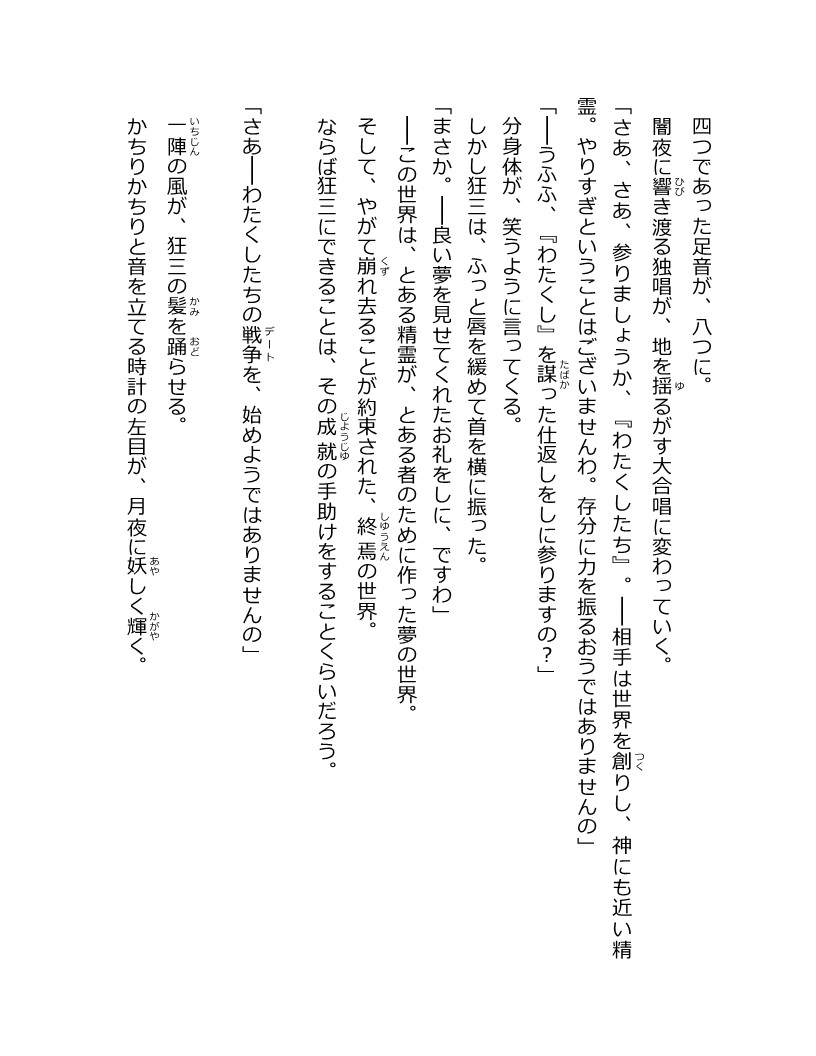 四つであった足音が、八つに。
闇夜に響き渡る独唱が、地を揺るがす大合唱に変わっていく。
「さあ、さあ、参りましょうか、『わたくしたち』。――相手は世界を創りし、神にも近い精
霊。やりすぎということはございませんわ。存分に力を振るおうではありませんの」
「――うふふ、『わたくし』を謀った仕返しをしに参りますの？」
分身体が、笑うように言ってくる。
しかし狂三は、ふっと唇を緩めて首を横に振った。
「まさか。――良い夢を見せてくれたお礼をしに、ですわ」
――この世界は、とある精霊が、とある者のために作った夢の世界。
そして、やがて崩れ去ることが約束された、終焉の世界。
ならば狂三にできることは、その成就の手助けをすることくらいだろう。
「さあ――わたくしたちの戦争を、始めようではありませんの」
一陣の風が、狂三の髪を踊らせる。
かちりかちりと音を立てる時計の左目が、月夜に妖しく輝く。